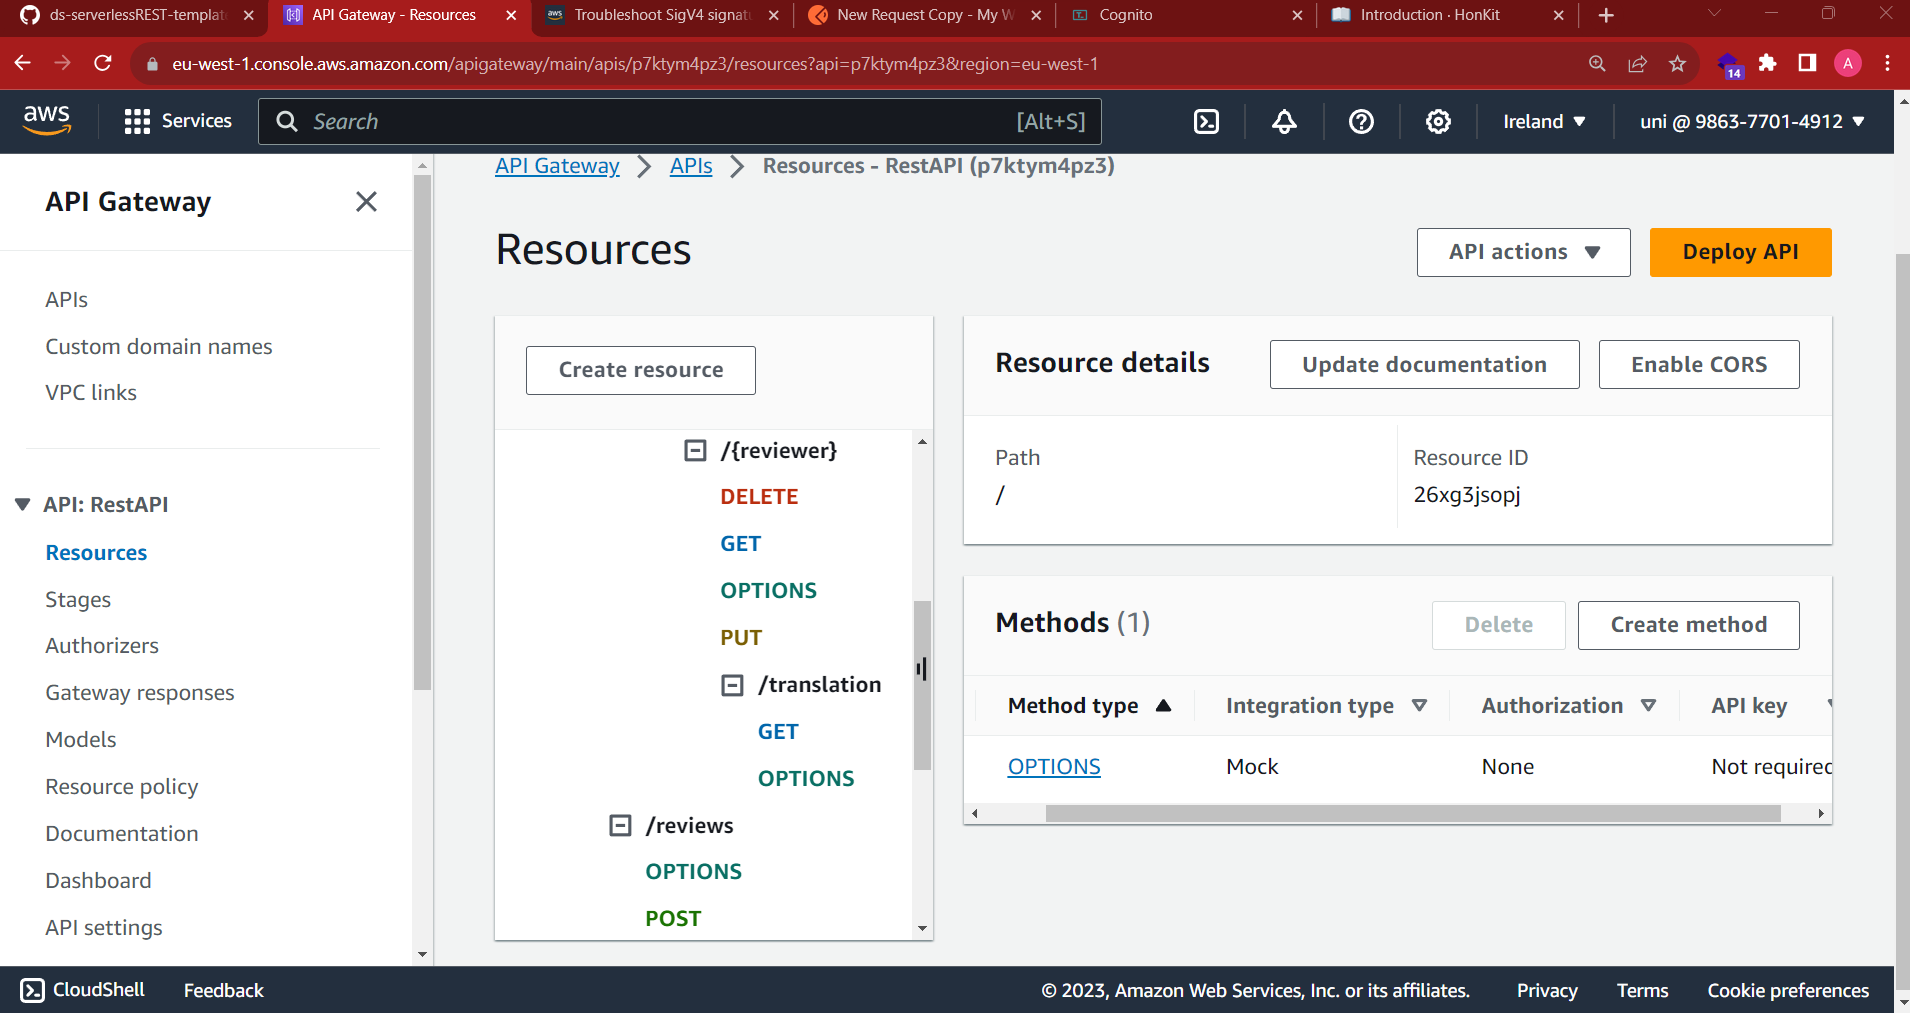 ds-serverlessREST-templat
API Gateway - Resources
Troubleshoot SigV4 signatu
New Request Copy - My W
Cognito
Introduction · HonKit
eu-west-1.console.aws.amazon.com/apigateway/main/apis/p7ktym4pz3/resources?api=p7ktym4pz3&region=eu-west-1
14
A
aws
Services
Search
[Alt+S]
Ireland
uni @ 9863-7701-4912
API Gateway
APIs
Custom domain names
VPC links
API: RestAPI
Resources
Stages
Authorizers
Gateway responses
Models
Resource policy
Documentation
Dashboard
API settings
API Gateway > APIs > Resources - RestAPI (p7ktym4pz3)
Resources
API actions
Deploy API
Create resource
/{reviewer}
DELETE
GET
OPTIONS
PUT
/translation
GET
OPTIONS
/reviews
OPTIONS
POST
Resource details
Update documentation
Enable CORS
Path
/
Resource ID
26xg3jsopj
Methods (1)
Delete
Create method
Method type
Integration type
Authorization
API key
OPTIONS
Mock
None
Not required
CloudShell
Feedback
© 2023, Amazon Web Services, Inc. or its affiliates.
Privacy
Terms
Cookie preferences